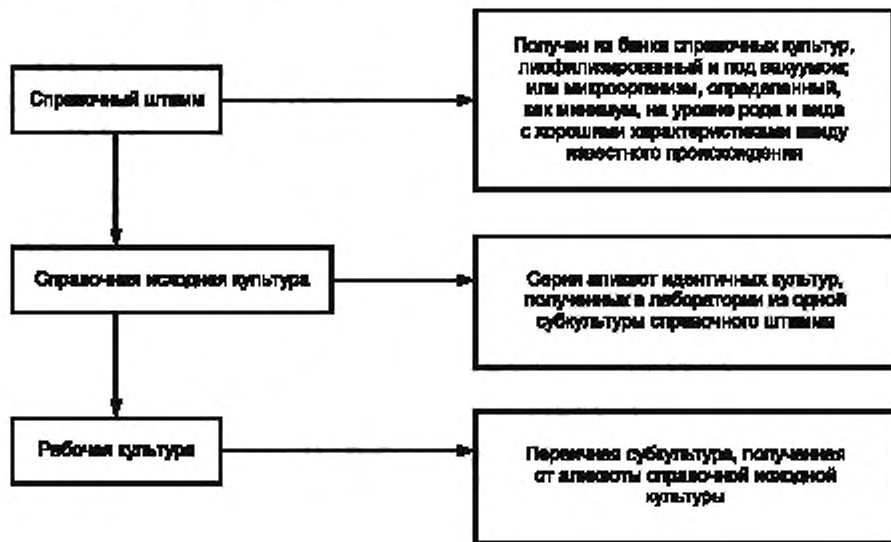 Справочный штамм
Получен из банка справочных культур,
лиофилизированный и под вакуумом;
или микроорганизм, определенный,
как минимум, на уровне рода и вида
с хорошими характеристиками ввиду
известного происхождения
Справочная исходная культура
Серия аликвот идентичных культур,
полученных в лаборатории из одной
субкультуры справочного штамма
Рабочая культура
Первичная субкультура, полученная
от аликвоты справочной исходной
культуры